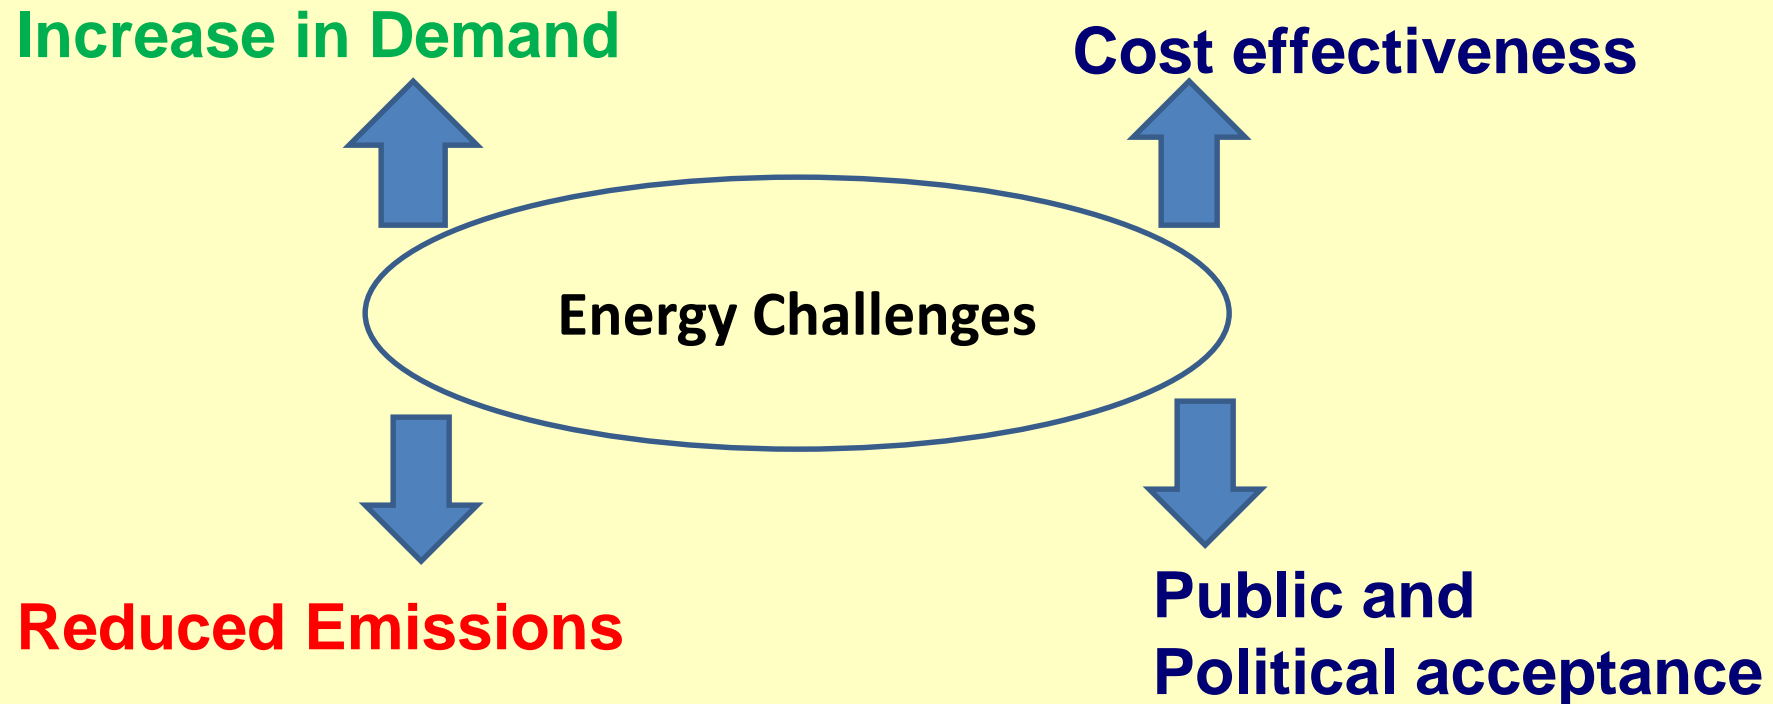 Increase in Demand
Cost effectiveness
Energy Challenges
Reduced Emissions
Public and
Political acceptance